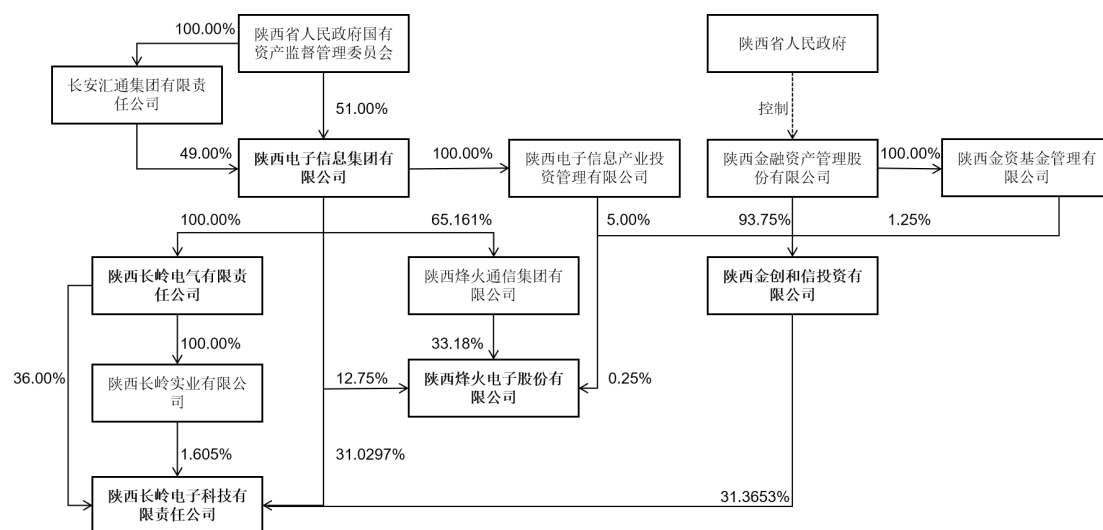 100.00%
陕西省人民政府国有
资产监督管理委员会
陕西省人民政府
长安汇通集团有限责
任公司
51.00%
控制
49.00%
陕西电子信息集团有
限公司
100.00%
陕西电子信息产业投
资管理有限公司
陕西金融资产管理股
份有限公司
100.00%
陕西金资基金管理有
限公司
100.00%
65.161%
5.00%
93.75%
1.25%
陕西长岭电气有限责
任公司
陕西烽火通信集团有
限公司
陕西金创和信投资有
限公司
100.00%
33.18%
36.00%
陕西长岭实业有限公
司
12.75%
陕西烽火电子股份有
限公司
0.25%
1.605%
31.0297%
陕西长岭电子科技有
限责任公司
31.3653%